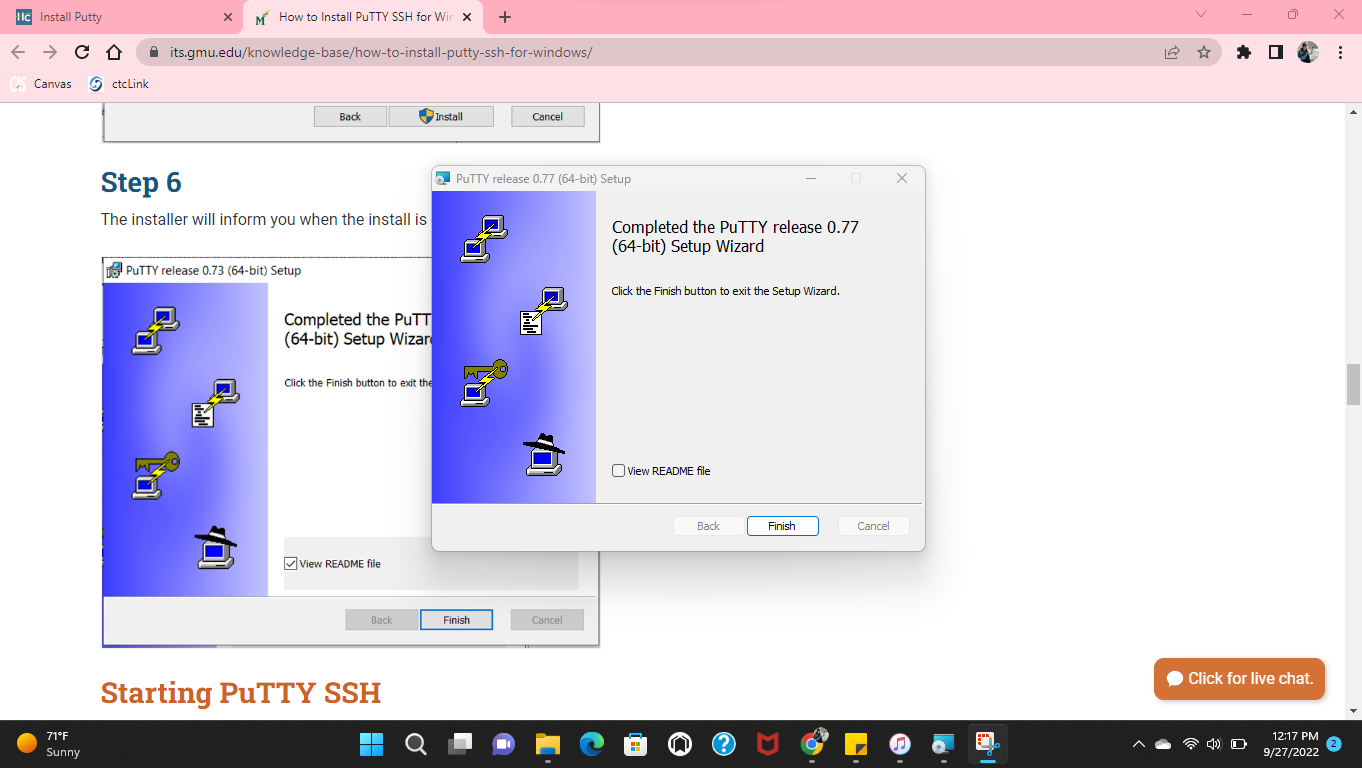 Install Putty
How to Install PuTTY SSH for Win
its.gmu.edu/knowledge-base/how-to-install-putty-ssh-for-windows/
Canvas
ctcLink
Back
Install
Cancel
Step 6
The installer will inform you when the install is
PuTTY release 0.73 (64-bit) Setup
Completed the PuTT
(64-bit) Setup Wizar
Click the Finish button to exit the
View README file
Back
Finish
Cancel
PuTTY release 0.77 (64-bit) Setup
Completed the PuTTY release 0.77
(64-bit) Setup Wizard
Click the Finish button to exit the Setup Wizard.
View README file
Back
Finish
Cancel
Starting PuTTY SSH
Click for live chat.
71°F
Sunny
12:17 PM
9/27/2022
2